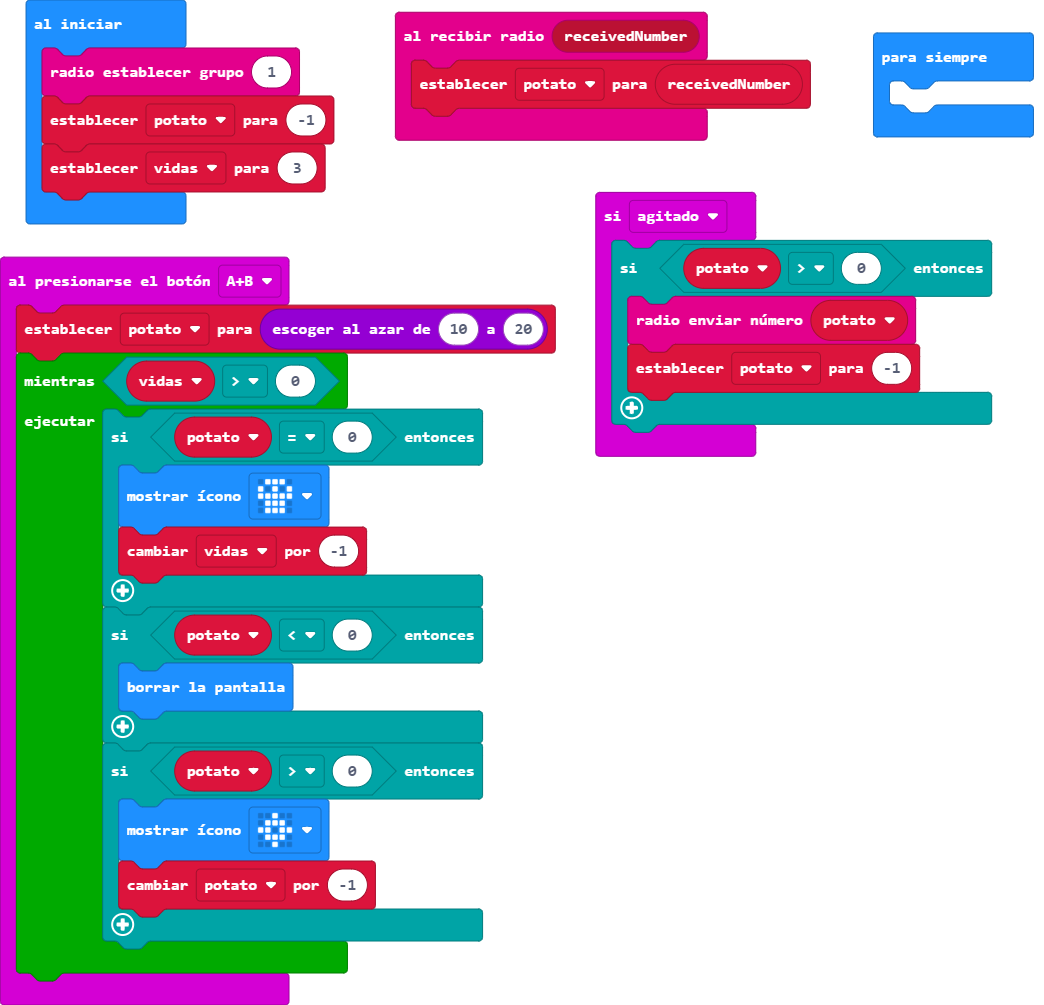 al iniciar
radio establecer grupo 1
establecer potato para -1
establecer vidas para 3
al recibir radio receivedNumber
establecer potato para receivedNumber
para siempre
si agitado
si potato > 0 entonces
radio enviar número potato
establecer potato para -1
al presionarse el botón A+B
establecer potato para escoger al azar de 10 a 20
mientras vidas > 0
ejecutar
si potato = 0 entonces
mostrar ícono
cambiar vidas por -1
si potato < 0 entonces
borrar la pantalla
si potato > 0 entonces
mostrar ícono
cambiar potato por -1